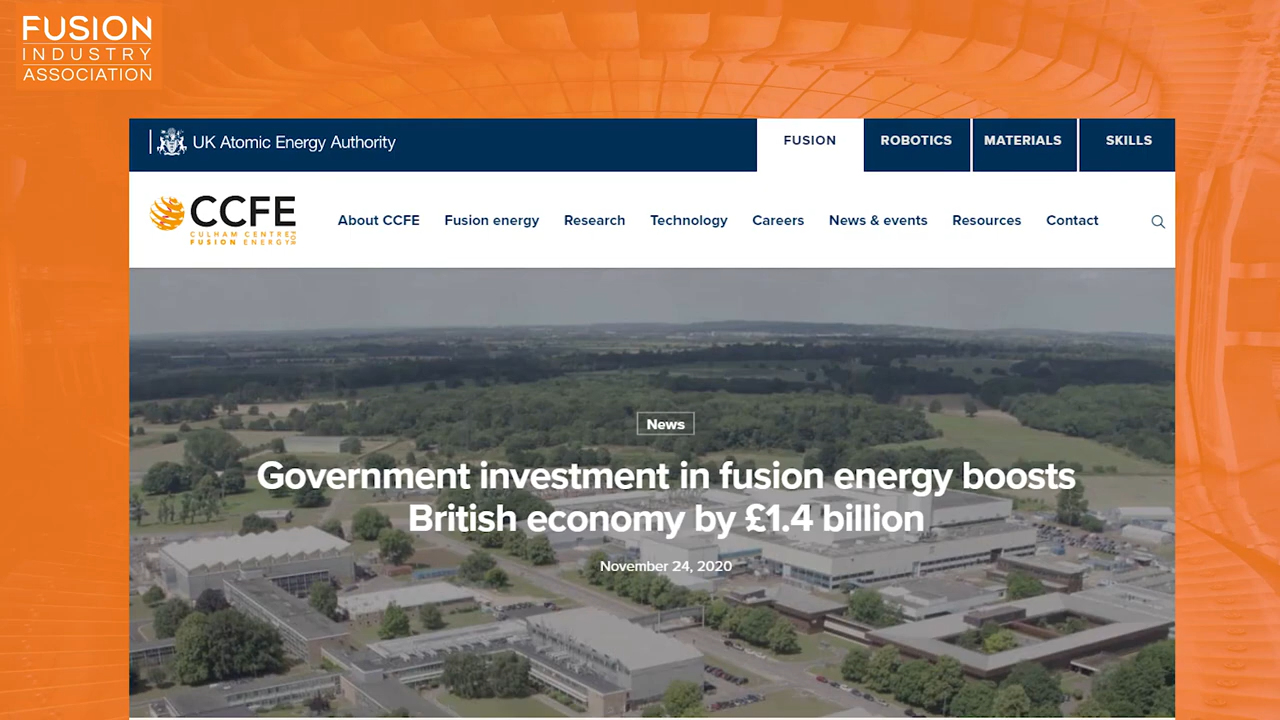 FUSION
INDUSTRY
ASSOCIATION
UK Atomic Energy Authority
FUSION
ROBOTICS
MATERIALS
SKILLS
CCFE
CULHAM CENTRE
FUSION ENERGY
FOR
About CCFE
Fusion energy
Research
Technology
Careers
News & events
Resources
Contact
News
Government investment in fusion energy boosts
British economy by £1.4 billion
November 24, 2020